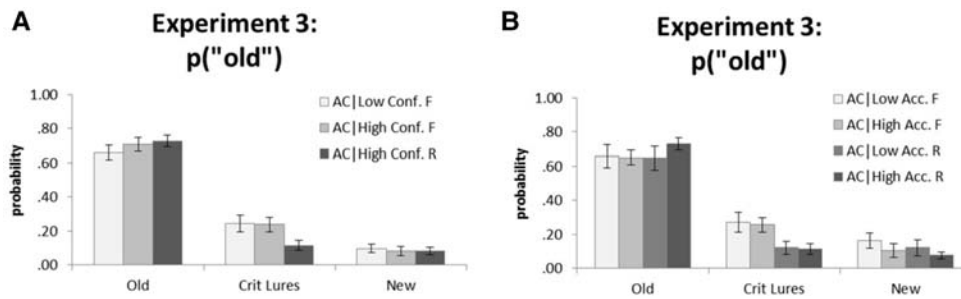 A
Experiment 3:
p("old")
probability
1.00
.80
.60
.40
.20
.00
AC|Low Conf. F
AC|High Conf. F
AC|High Conf. R
Old
Crit Lures
New
B
Experiment 3:
p("old")
probability
1.00
.80
.60
.40
.20
.00
AC|Low Acc. F
AC|High Acc. F
AC|Low Acc. R
AC|High Acc. R
Old
Crit Lures
New